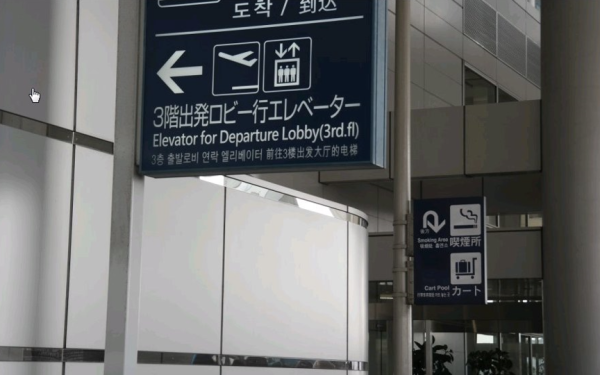 도착 / 到达
3階出発ロビー行エレベーター
Elevator for Departure Lobby(3rd.fl)
3층 출발로비 연락 엘리베이터 前往3楼出发大厅的电梯
Smoking Area
喫煙所
Cart Pool
カート